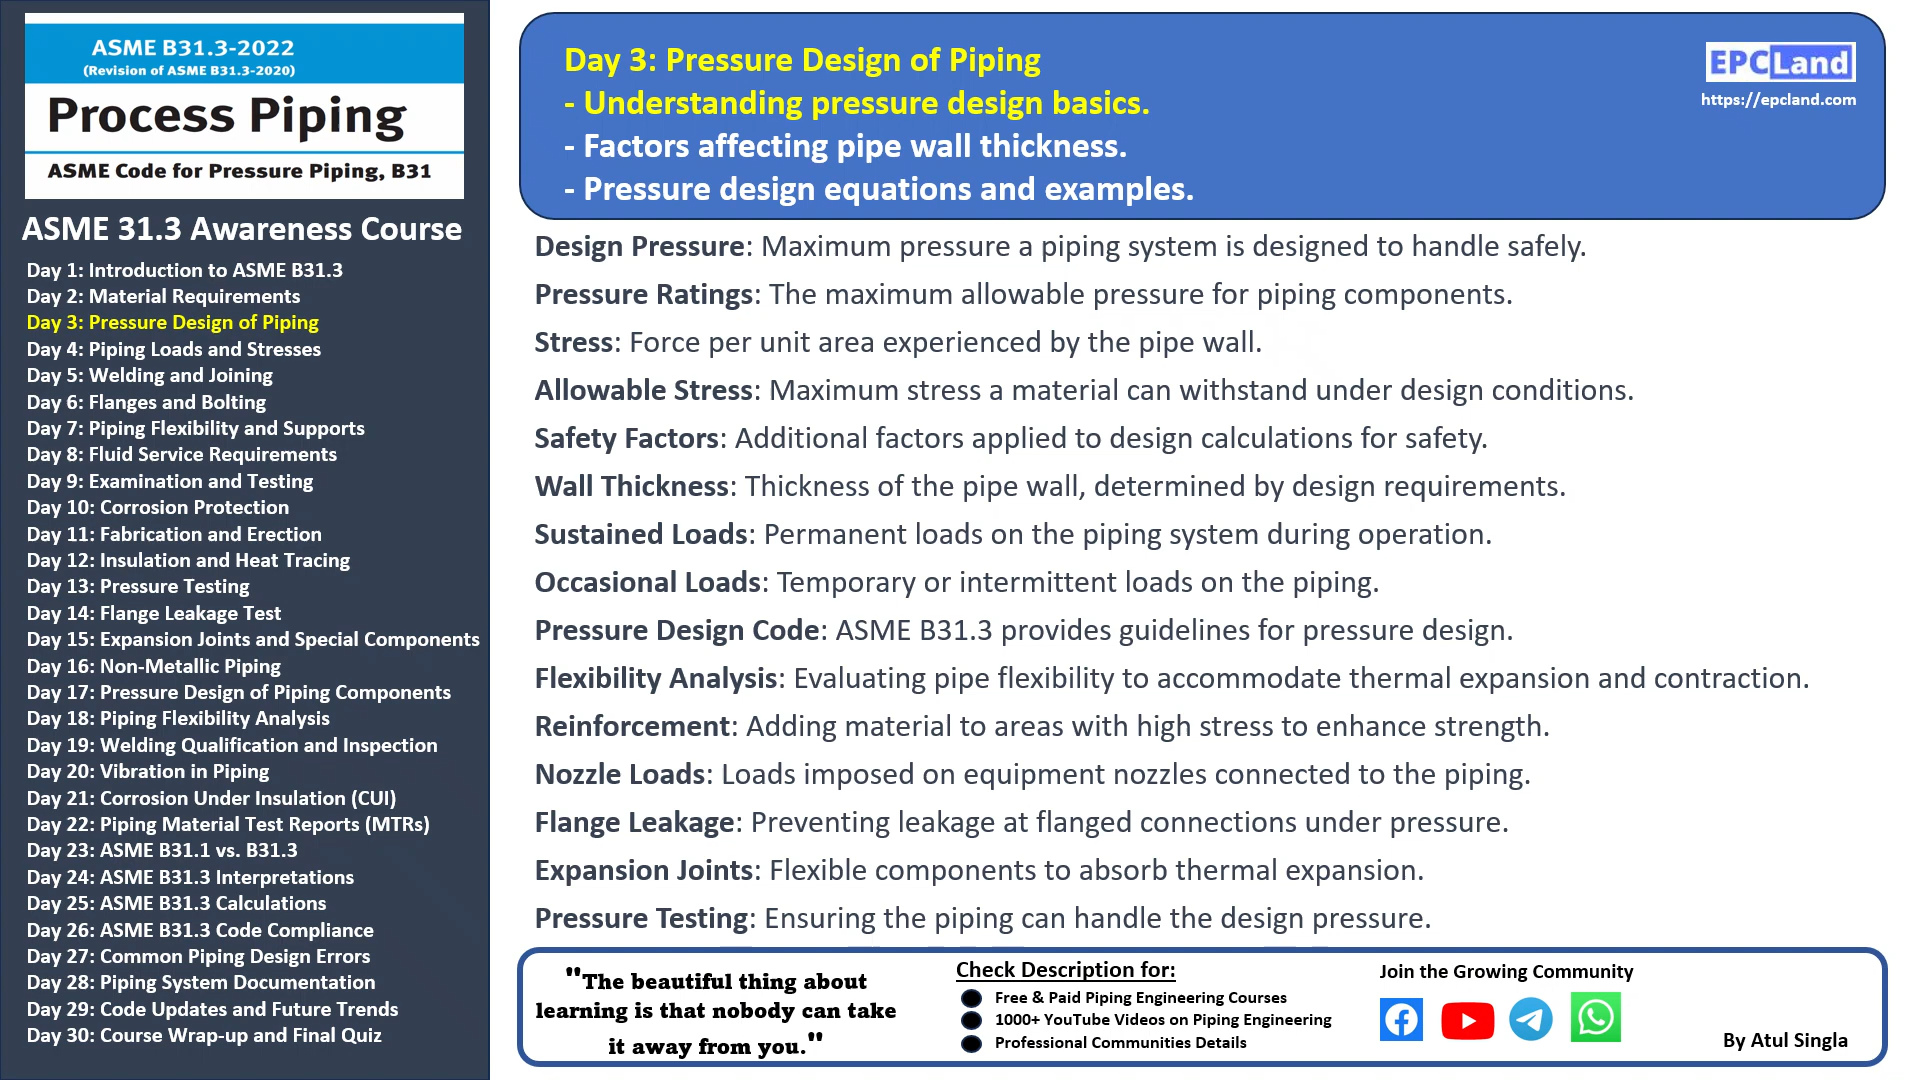 ASME B31.3-2022
(Revision of ASME B31.3-2020)
Process Piping
ASME Code for Pressure Piping, B31
ASME 31.3 Awareness Course
Day 1: Introduction to ASME B31.3
Day 2: Material Requirements
Day 3: Pressure Design of Piping
Day 4: Piping Loads and Stresses
Day 5: Welding and Joining
Day 6: Flanges and Bolting
Day 7: Piping Flexibility and Supports
Day 8: Fluid Service Requirements
Day 9: Examination and Testing
Day 10: Corrosion Protection
Day 11: Fabrication and Erection
Day 12: Insulation and Heat Tracing
Day 13: Pressure Testing
Day 14: Flange Leakage Test
Day 15: Expansion Joints and Special Components
Day 16: Non-Metallic Piping
Day 17: Pressure Design of Piping Components
Day 18: Piping Flexibility Analysis
Day 19: Welding Qualification and Inspection
Day 20: Vibration in Piping
Day 21: Corrosion Under Insulation (CUI)
Day 22: Piping Material Test Reports (MTRs)
Day 23: ASME B31.1 vs. B31.3
Day 24: ASME B31.3 Interpretations
Day 25: ASME B31.3 Calculations
Day 26: ASME B31.3 Code Compliance
Day 27: Common Piping Design Errors
Day 28: Piping System Documentation
Day 29: Code Updates and Future Trends
Day 30: Course Wrap-up and Final Quiz
Day 3: Pressure Design of Piping
- Understanding pressure design basics.
- Factors affecting pipe wall thickness.
- Pressure design equations and examples.
EPCLand
https://epcland.com
Design Pressure: Maximum pressure a piping system is designed to handle safely.
Pressure Ratings: The maximum allowable pressure for piping components.
Stress: Force per unit area experienced by the pipe wall.
Allowable Stress: Maximum stress a material can withstand under design conditions.
Safety Factors: Additional factors applied to design calculations for safety.
Wall Thickness: Thickness of the pipe wall, determined by design requirements.
Sustained Loads: Permanent loads on the piping system during operation.
Occasional Loads: Temporary or intermittent loads on the piping.
Pressure Design Code: ASME B31.3 provides guidelines for pressure design.
Flexibility Analysis: Evaluating pipe flexibility to accommodate thermal expansion and contraction.
Reinforcement: Adding material to areas with high stress to enhance strength.
Nozzle Loads: Loads imposed on equipment nozzles connected to the piping.
Flange Leakage: Preventing leakage at flanged connections under pressure.
Expansion Joints: Flexible components to absorb thermal expansion.
Pressure Testing: Ensuring the piping can handle the design pressure.
"The beautiful thing about
learning is that nobody can take
it away from you."
Check Description for:
● Free & Paid Piping Engineering Courses
● 1000+ YouTube Videos on Piping Engineering
● Professional Communities Details
Join the Growing Community
By Atul Singla